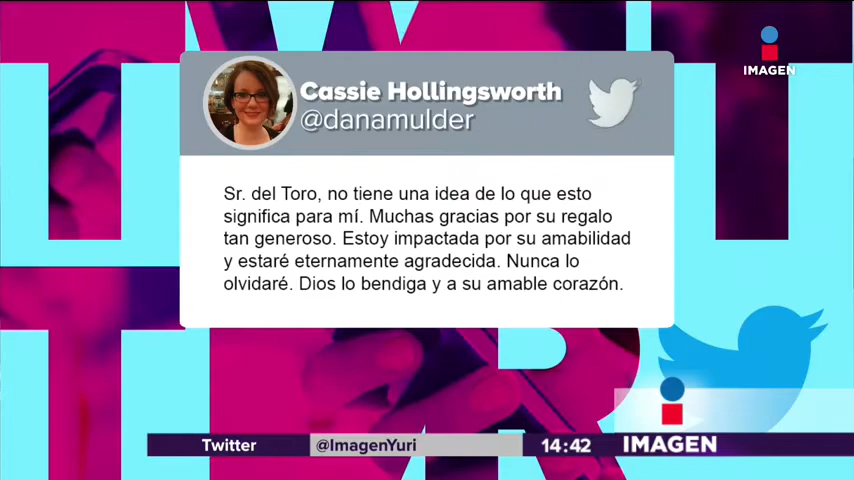 IMAGEN
Cassie Hollingsworth
@danamulder
Sr. del Toro, no tiene una idea de lo que esto
significa para mí. Muchas gracias por su regalo
tan generoso. Estoy impactada por su amabilidad
y estaré eternamente agradecida. Nunca lo
olvidaré. Dios lo bendiga y a su amable corazón.
Twitter @ImagenYuri 14:42 IMAGEN